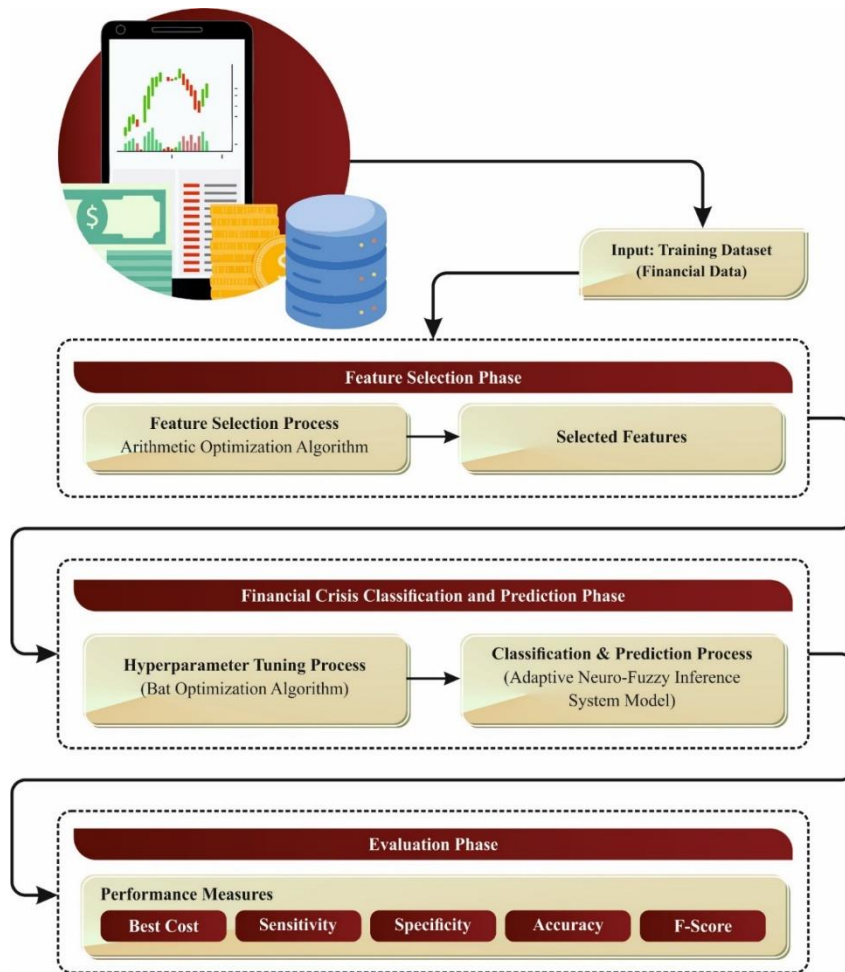 $
Input: Training Dataset
(Financial Data)
Feature Selection Phase
Feature Selection Process
Arithmetic Optimization Algorithm
Selected Features
Financial Crisis Classification and Prediction Phase
Hyperparameter Tuning Process
(Bat Optimization Algorithm)
Classification & Prediction Process
(Adaptive Neuro-Fuzzy Inference
System Model)
Evaluation Phase
Performance Measures
Best Cost
Sensitivity
Specificity
Accuracy
F-Score